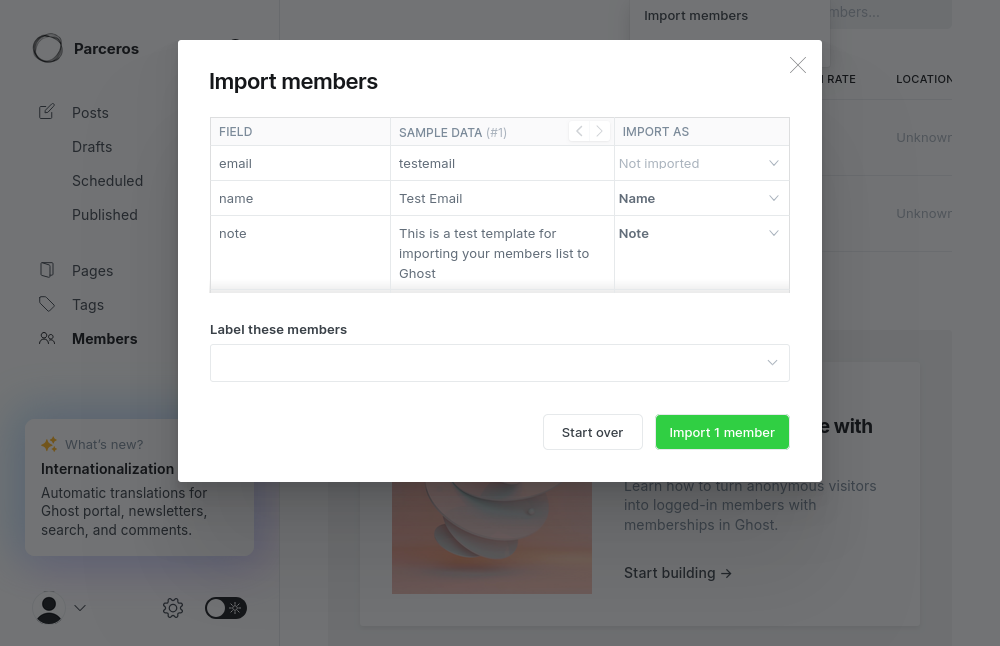 Import members
mbers...
Parceros
Import members
RATE
LOCATION
FIELD
SAMPLE DATA (#1)
IMPORT AS
Posts
Unknown
email
testemail
Not imported
Drafts
Scheduled
name
Test Email
Name
Published
Unknown
note
This is a test template for
importing your members list to
Ghost
Note
Pages
Tags
Members
Label these members
Start over
Import 1 member
e with
What's new?
Internationalization
Automatic translations for
Ghost portal, newsletters,
search, and comments.
Learn how to turn anonymous visitors
into logged-in members with
memberships in Ghost.
Start building →